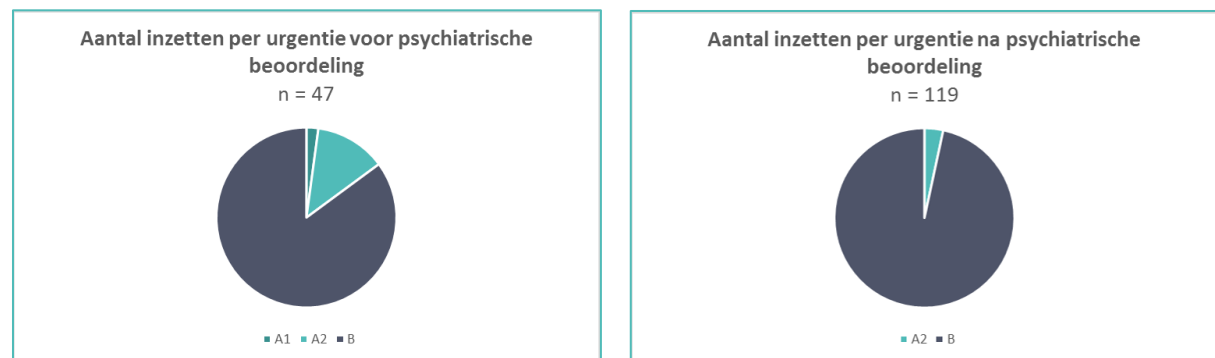 Aantal inzetten per urgentie voor psychiatrische
beoordeling
n = 47
A1 A2 B
Aantal inzetten per urgentie na psychiatrische
beoordeling
n = 119
A2 B